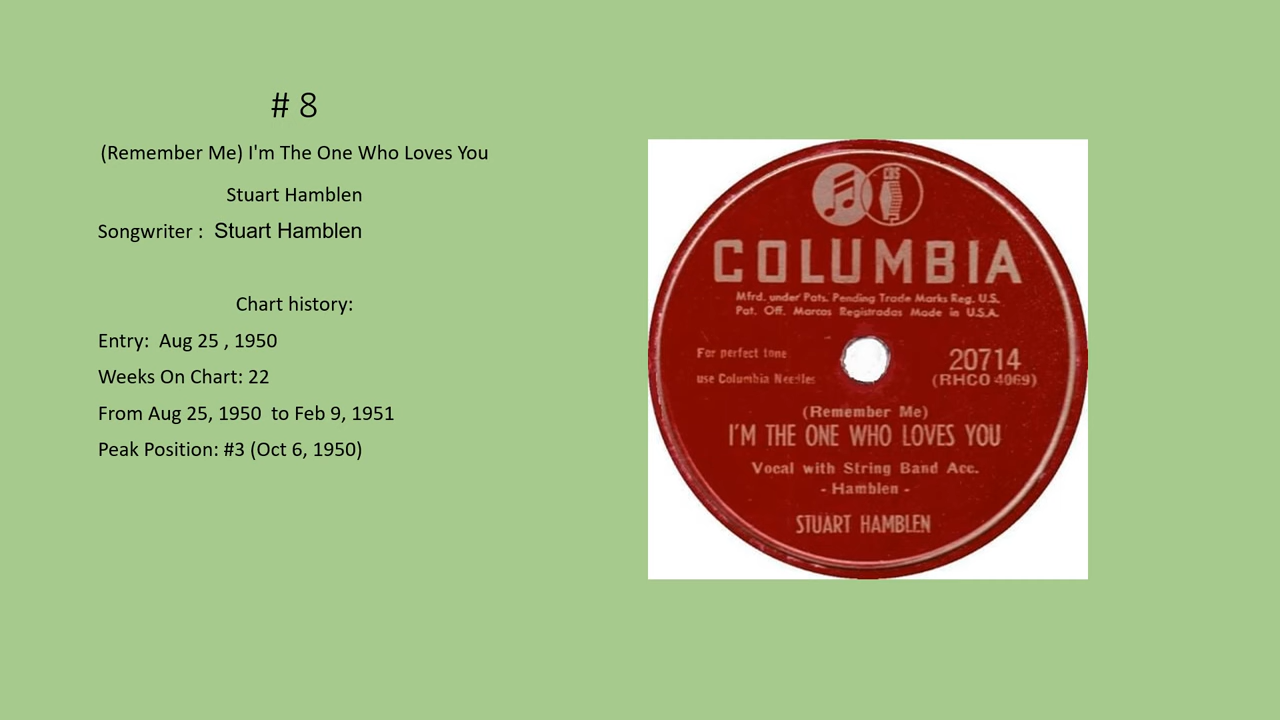 # 8
(Remember Me) I'm The One Who Loves You
Stuart Hamblen
Songwriter :  Stuart Hamblen
Chart history:
Entry:  Aug 25 , 1950
Weeks On Chart: 22
From Aug 25, 1950  to Feb 9, 1951
Peak Position: #3 (Oct 6, 1950)
CBS
COLUMBIA
Mfrd. under Pats. Pending Trade Marks Reg. U.S.
Pat. Off. Marcas Registradas Made in U.S.A.
For perfect tone
use Columbia Needles
20714
(RHCO 4069)
(Remember Me)
I'M THE ONE WHO LOVES YOU
Vocal with String Band Acc.
- Hamblen -
STUART HAMBLEN